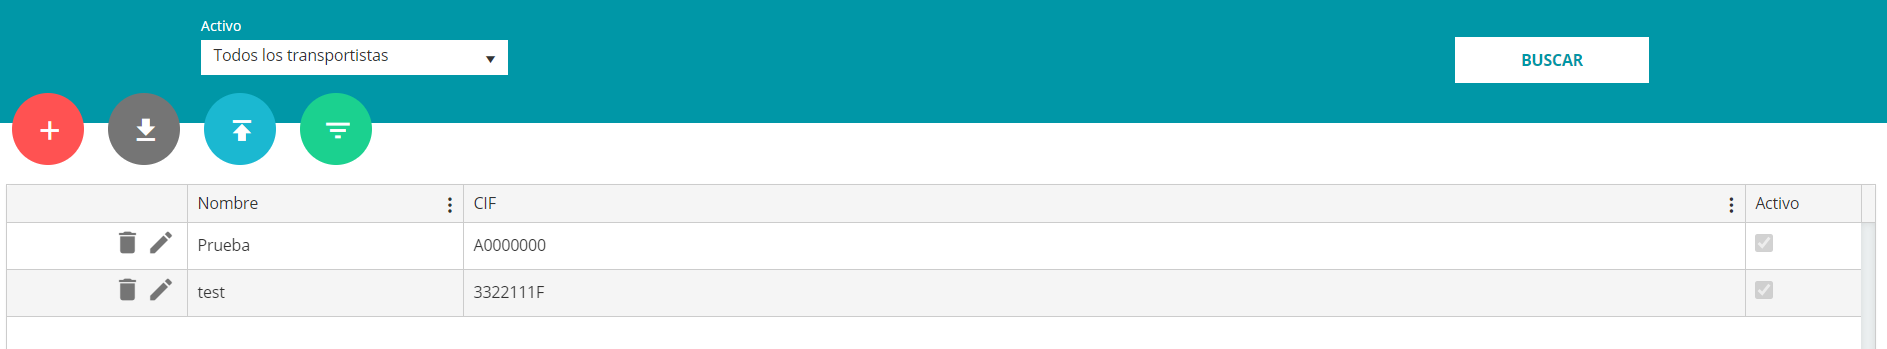 Activo
Todos los transportistas
BUSCAR
Nombre CIF Activo
Prueba A0000000
test 3322111F